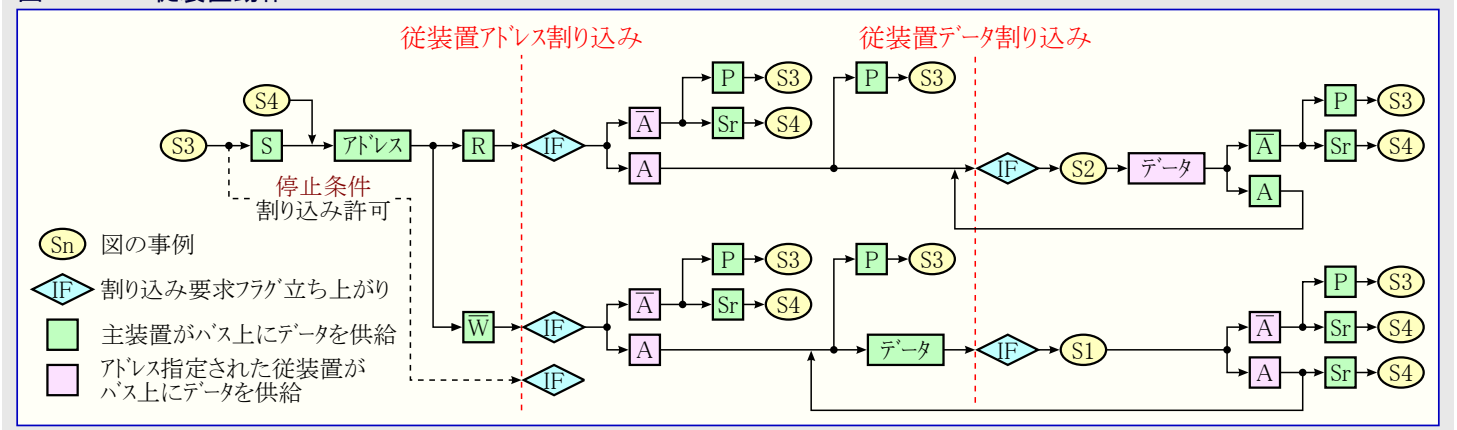 従装置動作
従装置アドレス割り込み
従装置データ割り込み
P S3 P S3
S4 P S3
A Sr S4 A Sr S4
S3 S アドレス R IF IF S2 データ
A A
停止条件
割り込み許可
Sn 図の事例
P S3 P S3
IF 割り込み要求フラグ立ち上がり
P S3
A Sr S4 A Sr S4
主装置がバス上にデータを供給
W IF データ IF S1
A A Sr S4
アドレス指定された従装置が
バス上にデータを供給
IF